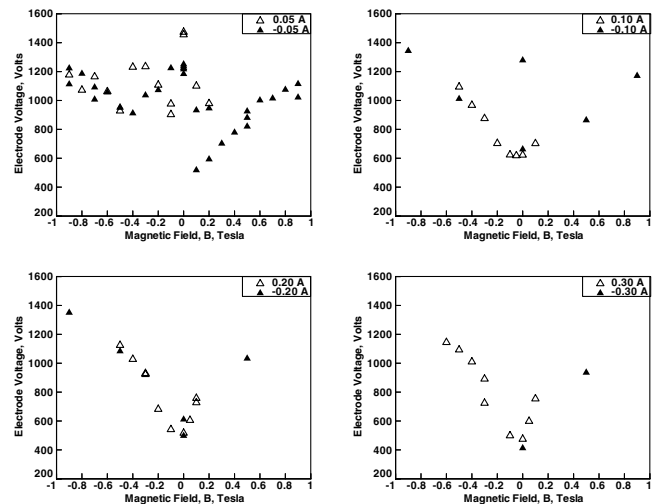 1600
1400
1200
1000
800
600
400
200
Electrode Voltage, Volts
0.05 A
-0.05 A
-1 -0.8 -0.6 -0.4 -0.2 0 0.2 0.4 0.6 0.8 1
Magnetic Field, B, Tesla
1600
1400
1200
1000
800
600
400
200
Electrode Voltage, Volts
0.10 A
-0.10 A
-1 -0.8 -0.6 -0.4 -0.2 0 0.2 0.4 0.6 0.8 1
Magnetic Field, B, Tesla
1600
1400
1200
1000
800
600
400
200
Electrode Voltage, Volts
0.20 A
-0.20 A
-1 -0.8 -0.6 -0.4 -0.2 0 0.2 0.4 0.6 0.8 1
Magnetic Field, B, Tesla
1600
1400
1200
1000
800
600
400
200
Electrode Voltage, Volts
0.30 A
-0.30 A
-1 -0.8 -0.6 -0.4 -0.2 0 0.2 0.4 0.6 0.8 1
Magnetic Field, B, Tesla